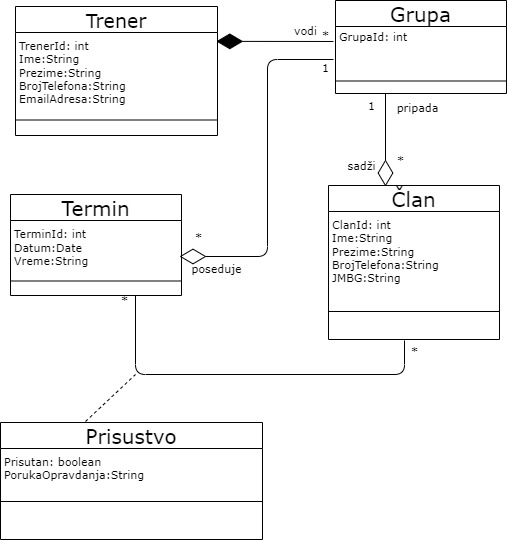 Trener
TrenerId: int
Ime:String
Prezime:String
BrojTelefona:String
EmailAdresa:String
vodi
*
1
Grupa
GrupaId: int
1
pripada
sadži
*
Termin
TerminId: int
Datum:Date
Vreme:String
*
poseduje
*
Član
ClanId: int
Ime:String
Prezime:String
BrojTelefona:String
JMBG:String
*
Prisustvo
Prisutan: boolean
PorukaOpravdanja:String